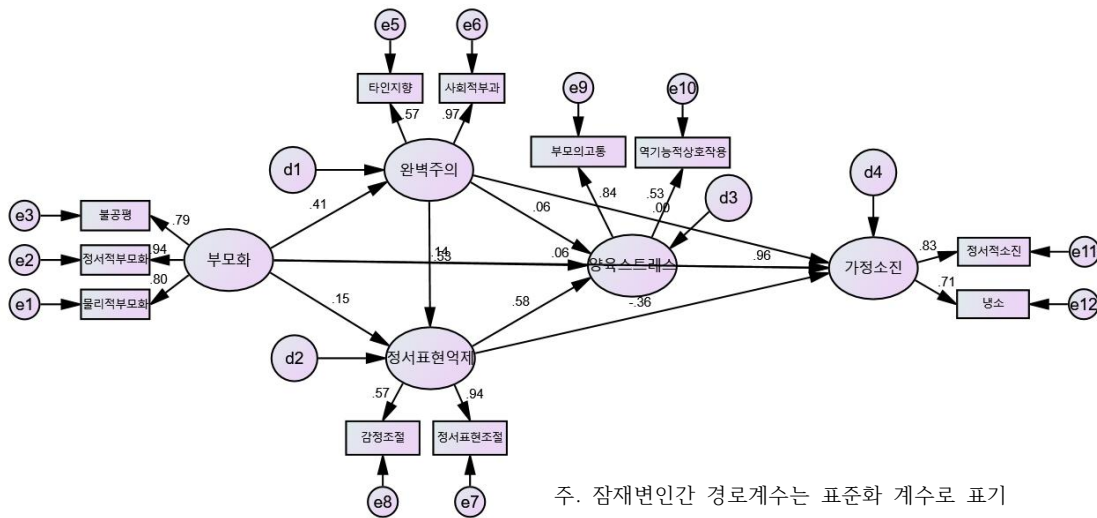 e5
e6
타인지향
사회적부과
.57
.97
e9
e10
부모의고통
역기능적상호작용
d1
완벽주의
d4
.84
.53
.00
d3
e3
불공평
.79
.41
.06
e2
정서적부모화
.94
부모화
.06
양육스트레스
.96
가정소진
.83
정서적소진
e11
e1
물리적부모화
.80
.15
.58
-.36
.71
냉소
e12
d2
정서표현억제
.57
.94
감정조절
정서표현조절
e8
e7
주. 잠재변인간 경로계수는 표준화 계수로 표기